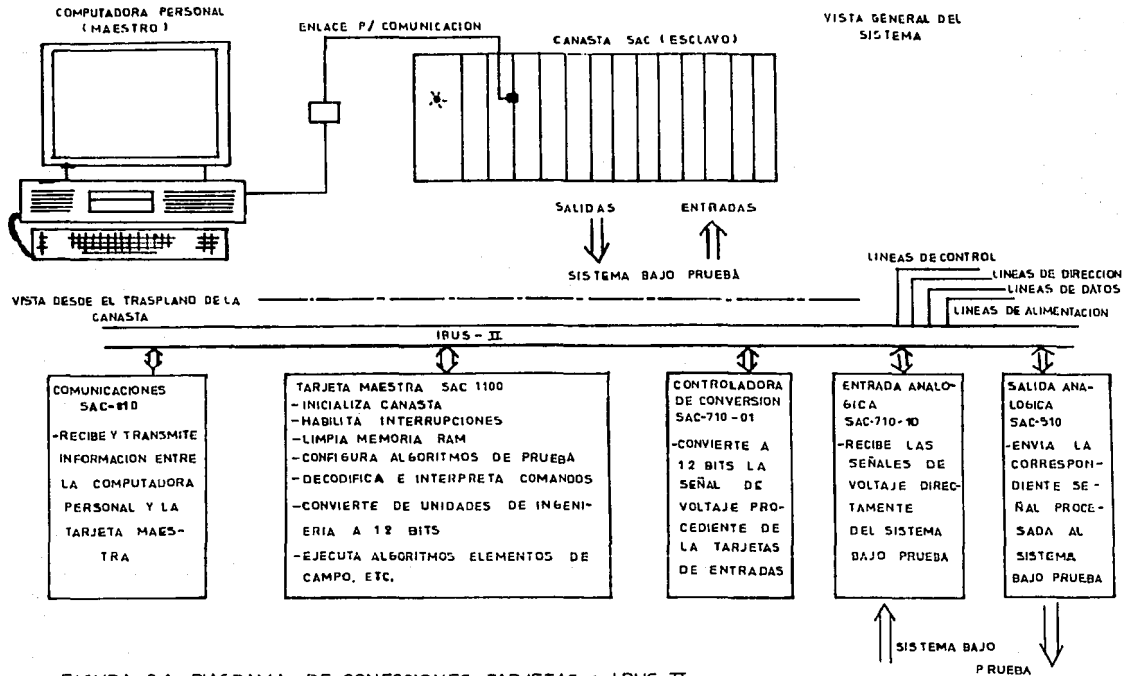 COMPUTADORA PERSONAL
(MAESTRO)
ENLACE P/ COMUNICACION
CANASTA SAC (ESCLAVO)
VISTA GENERAL DEL
SISTEMA
SALIDAS
ENTRADAS
SISTEMA BAJO PRUEBA
LINEAS DE CONTROL
LINEAS DE DIRECCION
LINEAS DE DATOS
LINEAS DE ALIMENTACION
VISTA DESDE EL TRASPLANO DE LA
CANASTA
IBUS - II
COMUNICACIONES
SAC-810
-RECIBE Y TRANSMITE
INFORMACION ENTRE
LA COMPUTADORA
PERSONAL Y LA
TARJETA MAES-
TRA
TARJETA MAESTRA SAC 1100
-INICIALIZA CANASTA
-HABILITA INTERRUPCIONES
-LIMPIA MEMORIA RAM
-CONFIGURA ALGORITMOS DE PRUEBA
-DECODIFICA E INTERPRETA COMANDOS
-CONVIERTE DE UNIDADES DE INGENI-
ERIA A 12 BITS
-EJECUTA ALGORITMOS ELEMENTOS DE
CAMPO, ETC.
CONTROLADORA
DE CONVERSION
SAC-710-01
-CONVIERTE A
12 BITS LA
SEÑAL DE
VOLTAJE PRO-
CEDIENTE DE
LA TARJETAS
DE ENTRADAS
ENTRADA ANALO-
GICA
SAC-710-10
-RECIBE LAS
SEÑALES DE
VOLTAJE DIREC-
TAMENTE
DEL SISTEMA
BAJO PRUEBA
SALIDA ANA-
LOGICA
SAC-510
-ENVIA LA
CORRESPON-
DIENTE SE-
ÑAL PROCE-
SADA AL
SISTEMA
BAJO PRUEBA
SISTEMA BAJO
PRUEBA
DIAGRAMA DE CONECCIONES TARJETAS - IBUS II